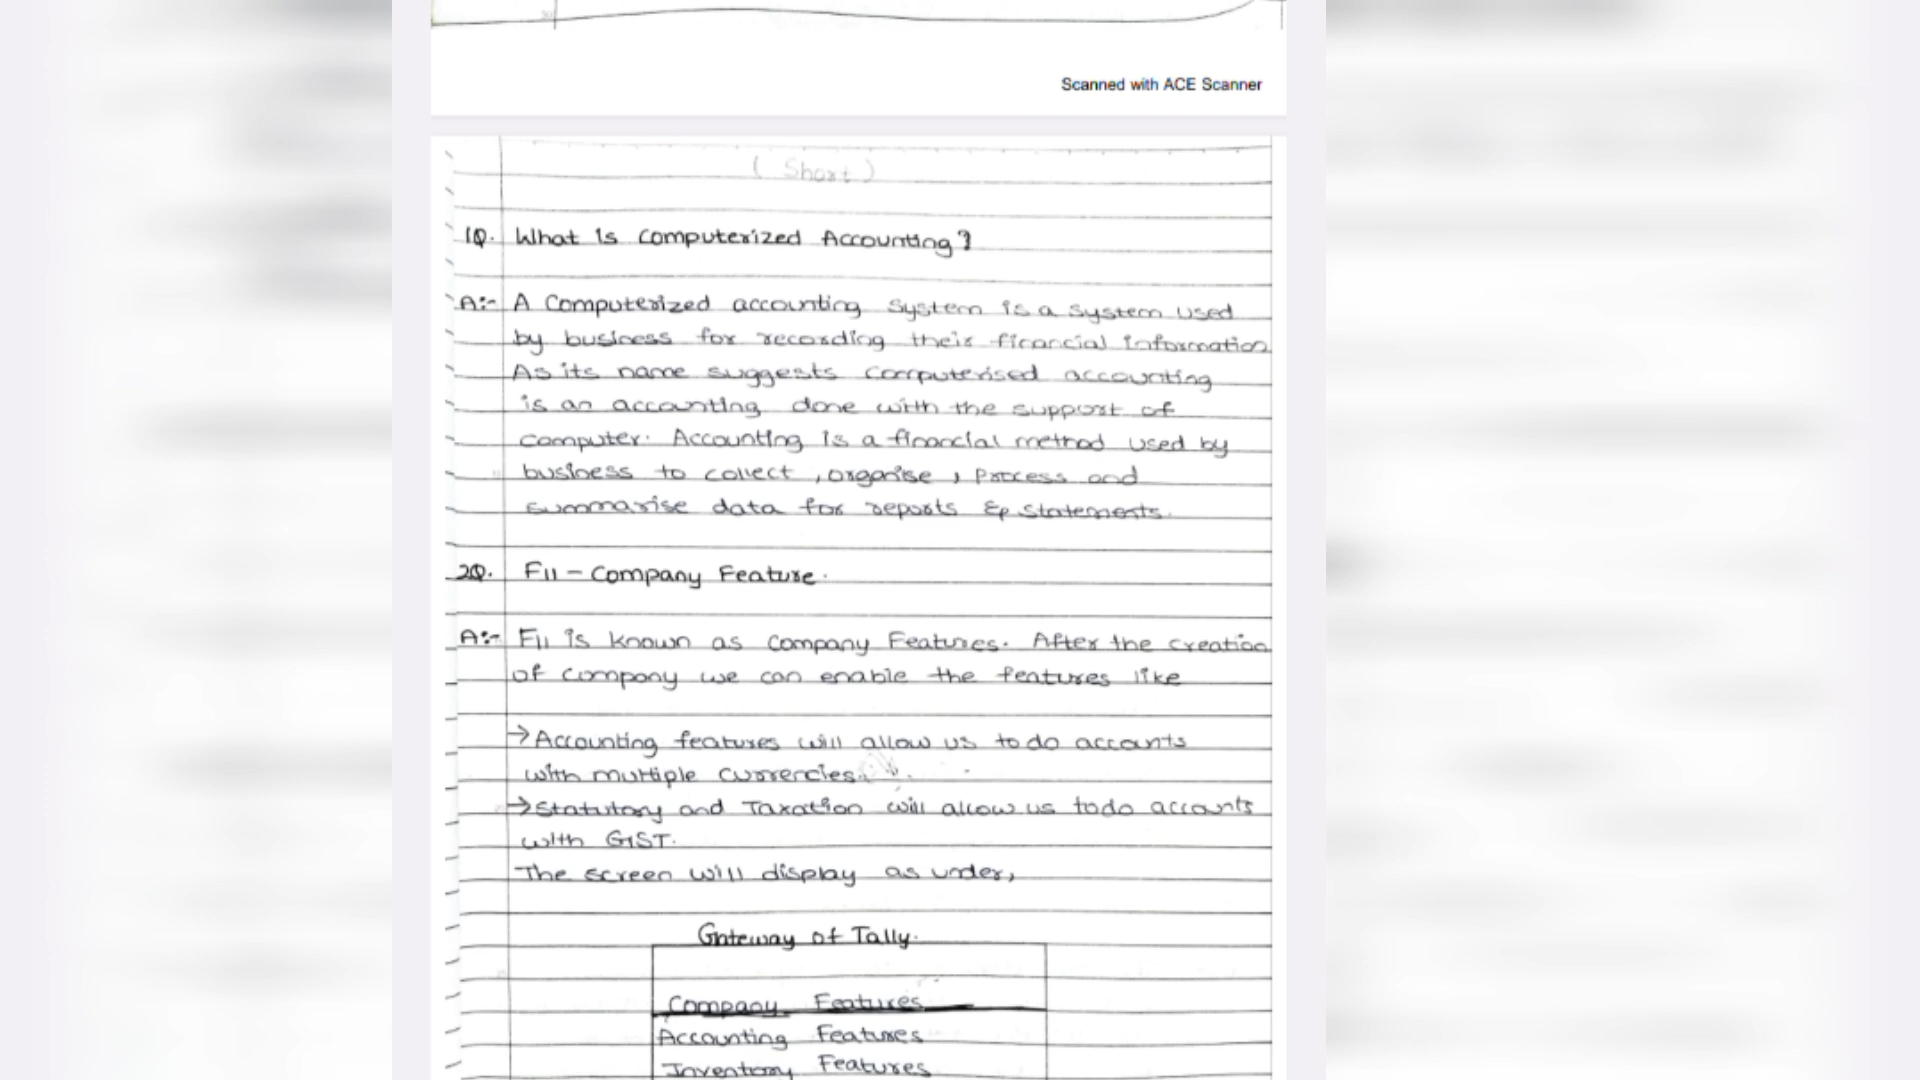 Scanned with ACE Scanner
( Short )
1Q. What is Computerized Accounting?
A:- A Computerized accounting system is a system used
by business for recording their financial information
As its name suggests computerised accounting
is an accounting done with the support of
computer. Accounting is a financial method used by
business to collect, organise, process and
summarise data for reports & statements.
2Q. F11 - Company Feature.
A:- F11 is known as Company Features. After the creation
of company we can enable the features like
→ Accounting features will allow us to do accounts
with multiple currencies.
→ Statutory and Taxation will allow us to do accounts
with GST.
The screen will display as under,
Gateway of Tally.
Company Features
Accounting Features
Inventory Features